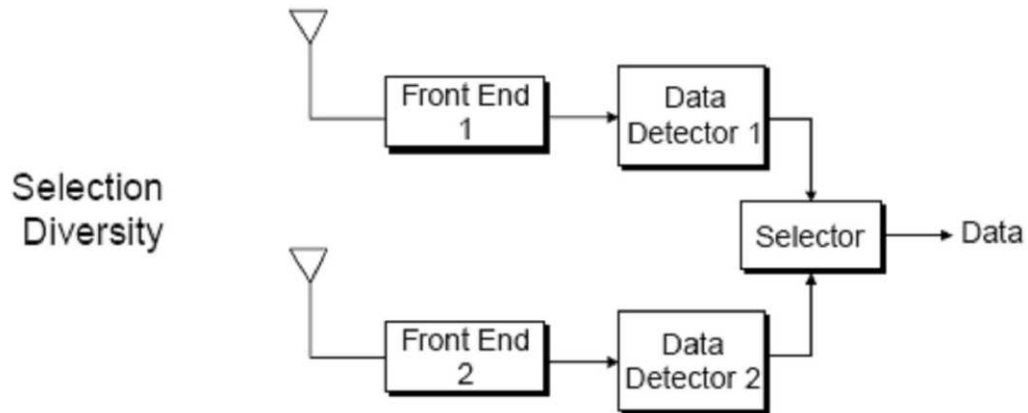 Selection
Diversity
Front End
1
Data
Detector 1
Selector
Data
Front End
2
Data
Detector 2